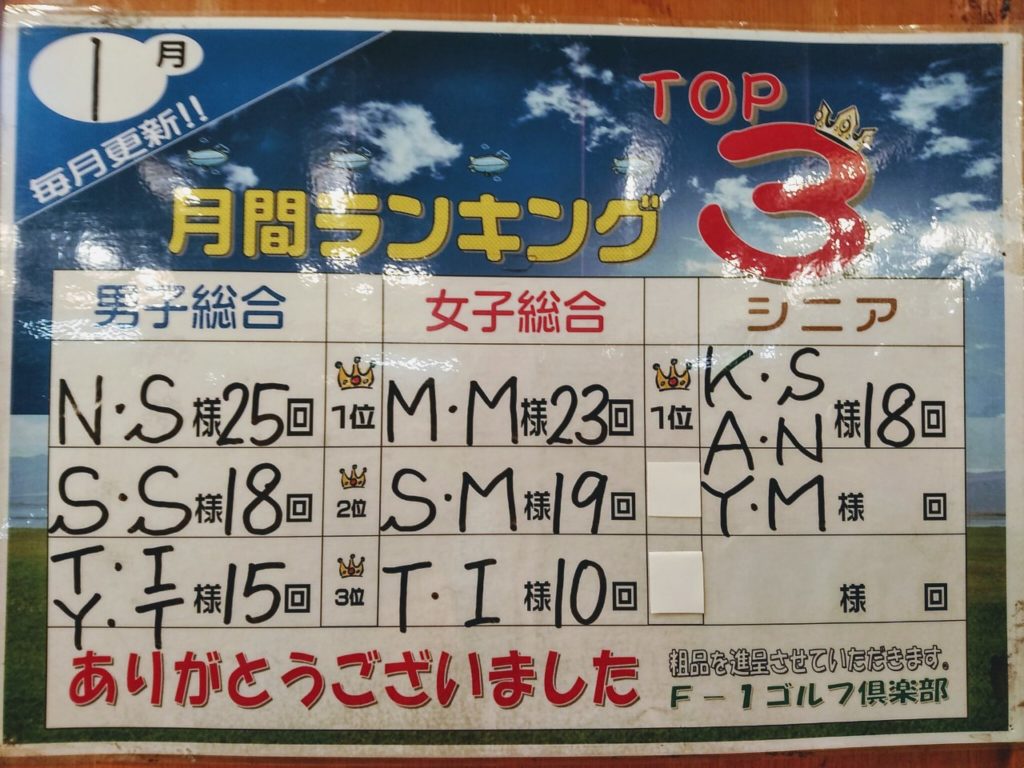 1月
毎月更新!!
TOP
3
月間ランキング
男子総合 女子総合 シニア
N・S様25回 1位 M・M様23回 1位 K・S
A・N 様18回
S・S様18回 2位 S・M様19回 Y・M様 回
T・I
Y・T 様15回 3位 T・I 様10回 様 回
ありがとうございました
粗品を進呈させていただきます。
F-1ゴルフ倶楽部